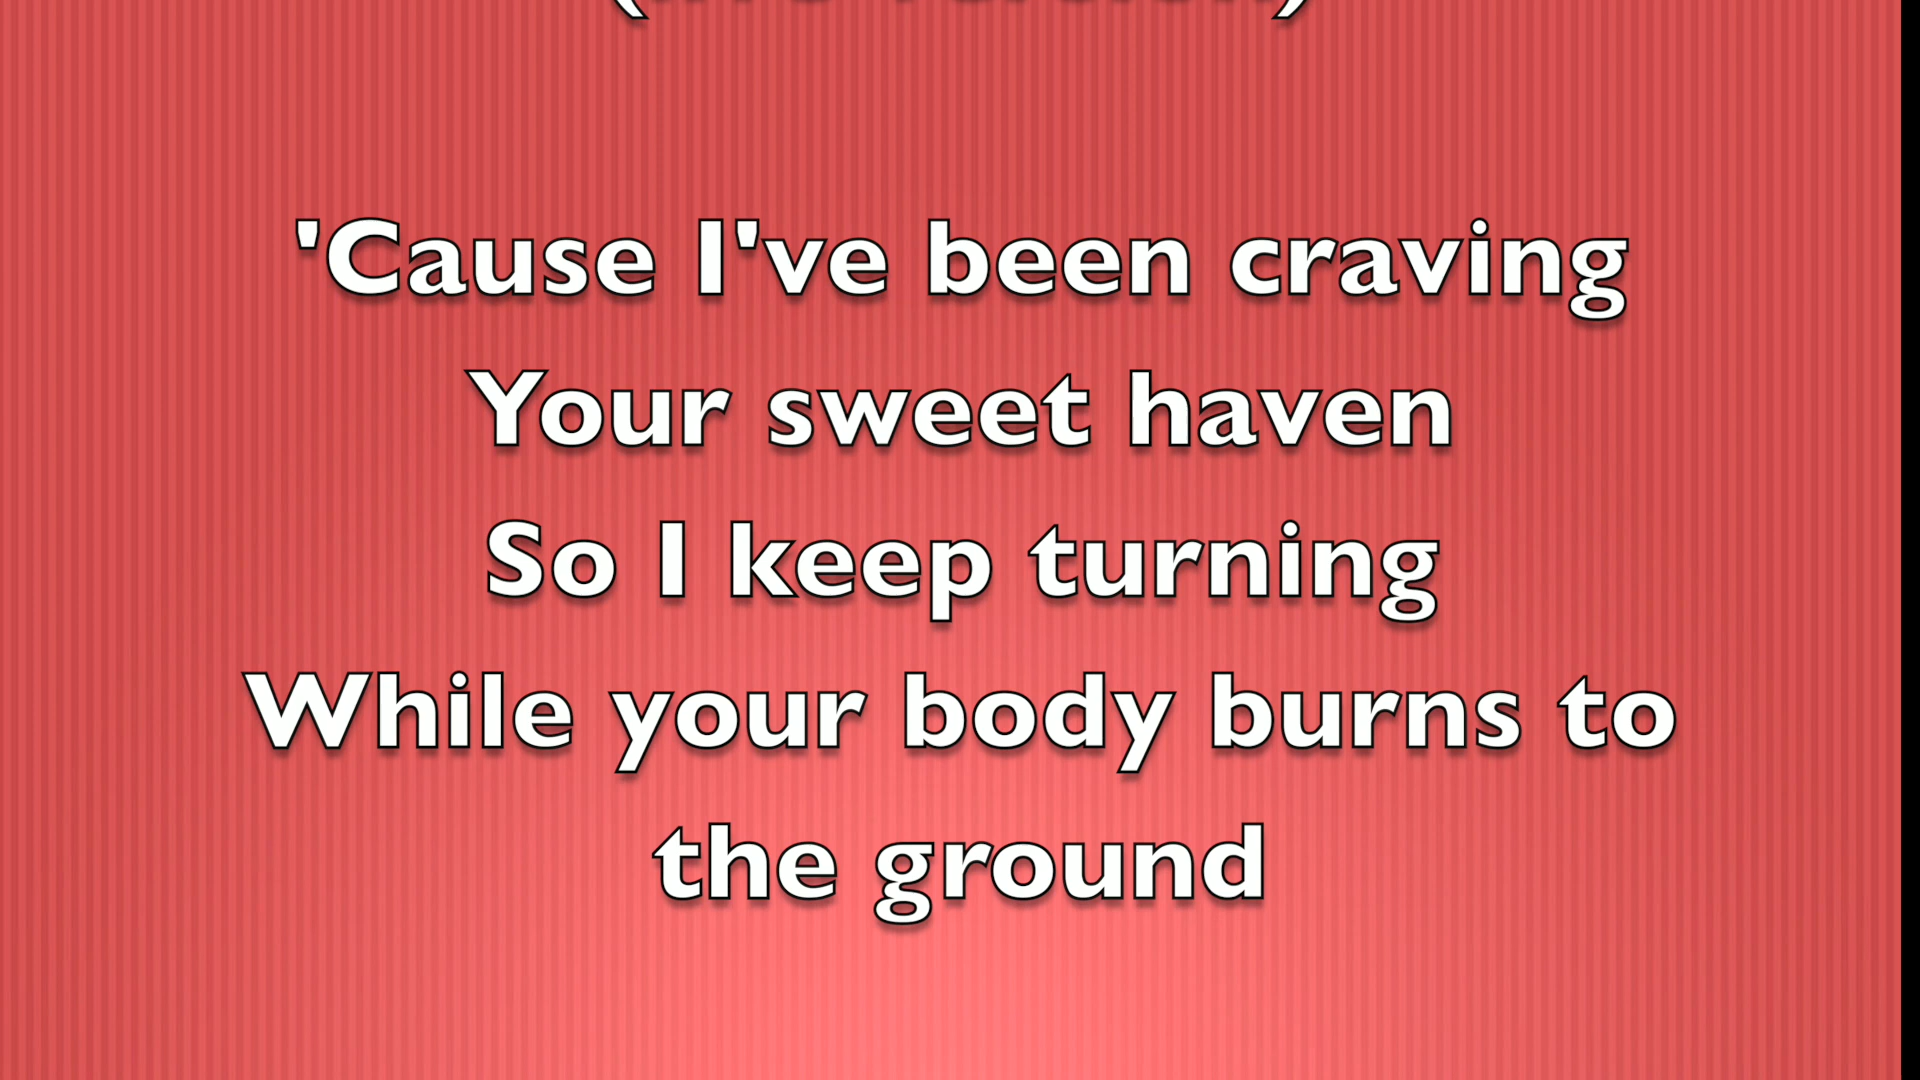 'Cause I've been craving
Your sweet haven
So I keep turning
While your body burns to
the ground